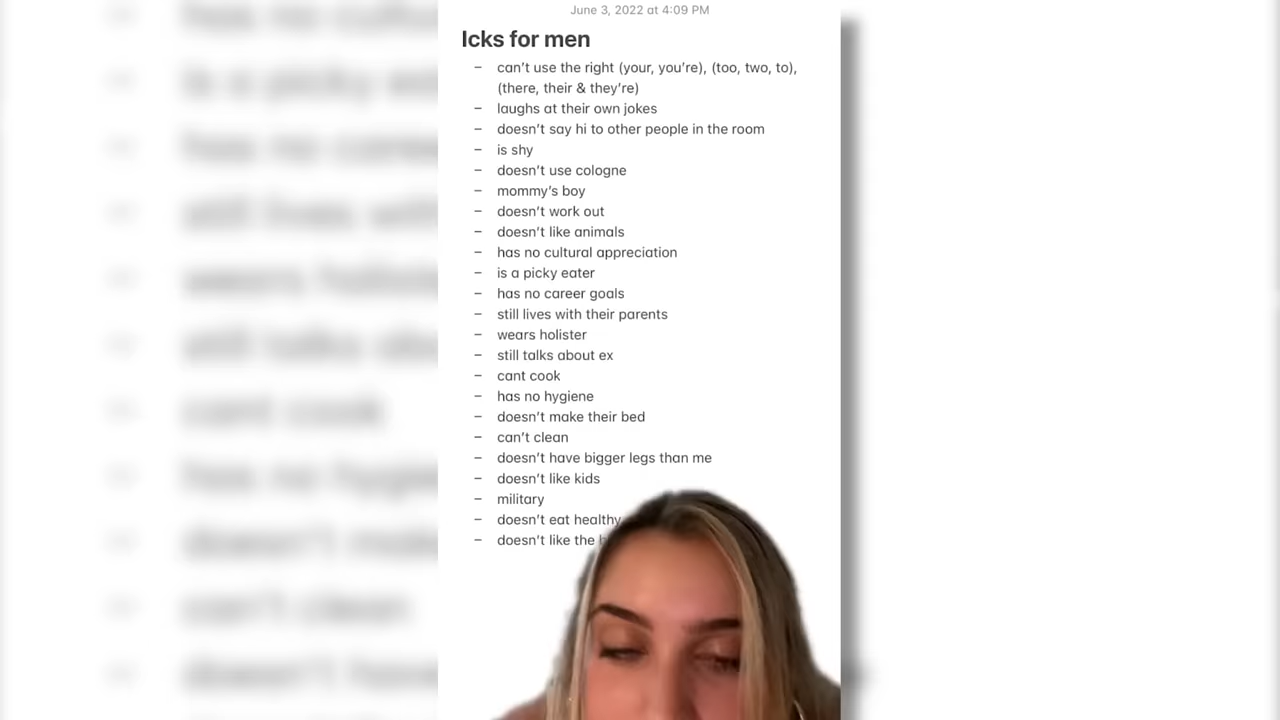 June 3, 2022 at 4:09 PM
Icks for men
– can't use the right (your, you're), (too, two, to),
(there, their & they're)
– laughs at their own jokes
– doesn't say hi to other people in the room
– is shy
– doesn't use cologne
– mommy's boy
– doesn't work out
– doesn't like animals
– has no cultural appreciation
– is a picky eater
– has no career goals
– still lives with their parents
– wears holister
– still talks about ex
– cant cook
– has no hygiene
– doesn't make their bed
– can't clean
– doesn't have bigger legs than me
– doesn't like kids
– military
– doesn't eat healthy
– doesn't like the